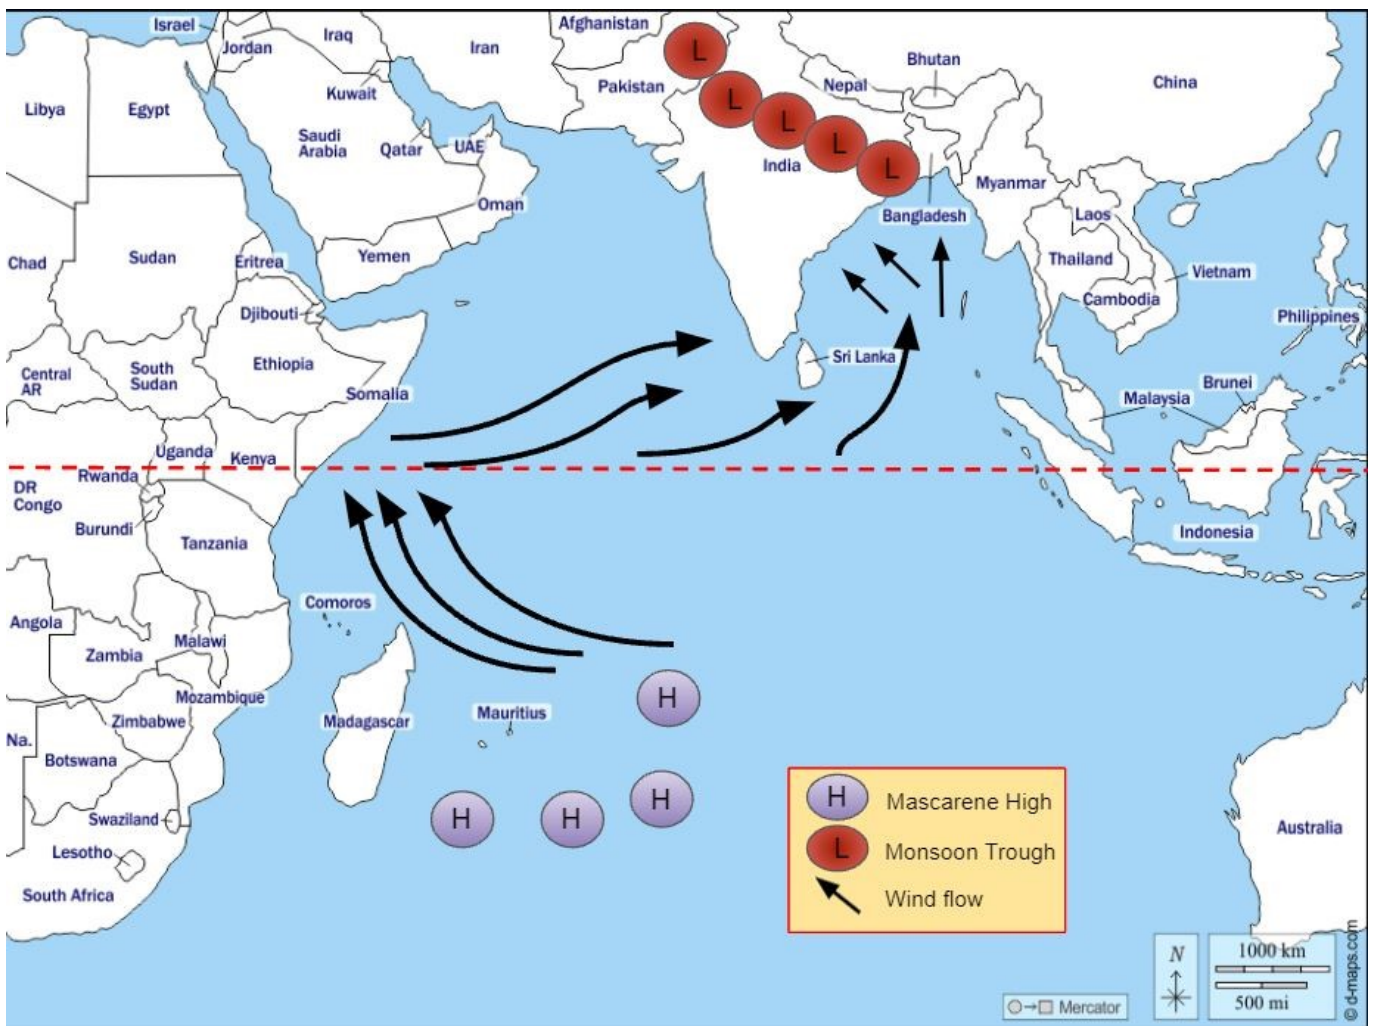 Israel
Jordan
Iraq
Iran
Afghanistan
L
Bhutan
China
Libya
Egypt
Kuwait
Pakistan
L
Nepal
Saudi
Arabia
Qatar
UAE
L
L
India
L
Myanmar
Oman
Bangladesh
Laos
Chad
Sudan
Eritrea
Yemen
Thailand
Vietnam
Djibouti
Cambodia
Philippines
Central
AR
South
Sudan
Ethiopia
Somalia
Sri Lanka
Brunei
Malaysia
Uganda
Kenya
Rwanda
DR
Congo
Burundi
Tanzania
Indonesia
Comoros
Angola
Zambia
Malawi
Mozambique
H
Zimbabwe
Madagascar
Mauritius
Na.
Botswana
H
H
H
Swaziland
Lesotho
South Africa
Australia
H Mascarene High
L Monsoon Trough
Wind flow
N
1000 km
500 mi
Mercator
© d-maps.com